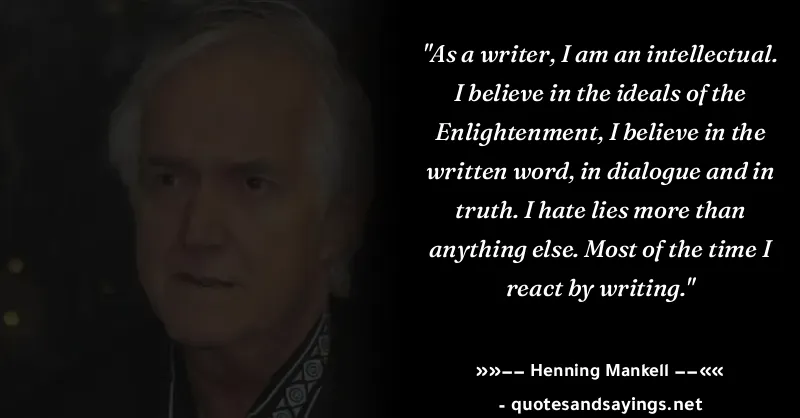 "As a writer, I am an intellectual.
I believe in the ideals of the
Enlightenment, I believe in the
written word, in dialogue and in
truth. I hate lies more than
anything else. Most of the time I
react by writing."
»»−− Henning Mankell −−««
- quotesandsayings.net